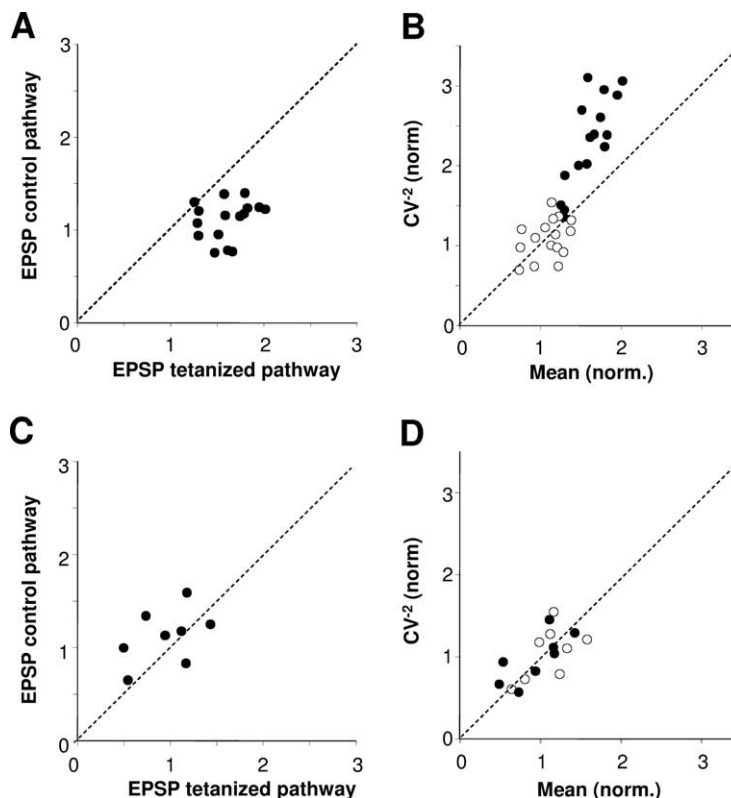 A
EPSP control pathway
3
2
1
0
0
1
2
3
EPSP tetanized pathway
B
CV-2 (norm)
3
2
1
0
0
1
2
3
Mean (norm.)
C
EPSP control pathway
3
2
1
0
0
1
2
3
EPSP tetanized pathway
D
CV-2 (norm)
3
2
1
0
0
1
2
3
Mean (norm.)